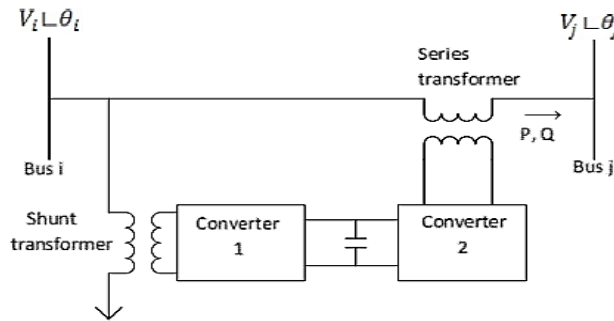 V_i∟θ_i
V_j∟θ_j
Series
transformer
P, Q
Bus i
Bus j
Shunt
transformer
Converter
1
Converter
2